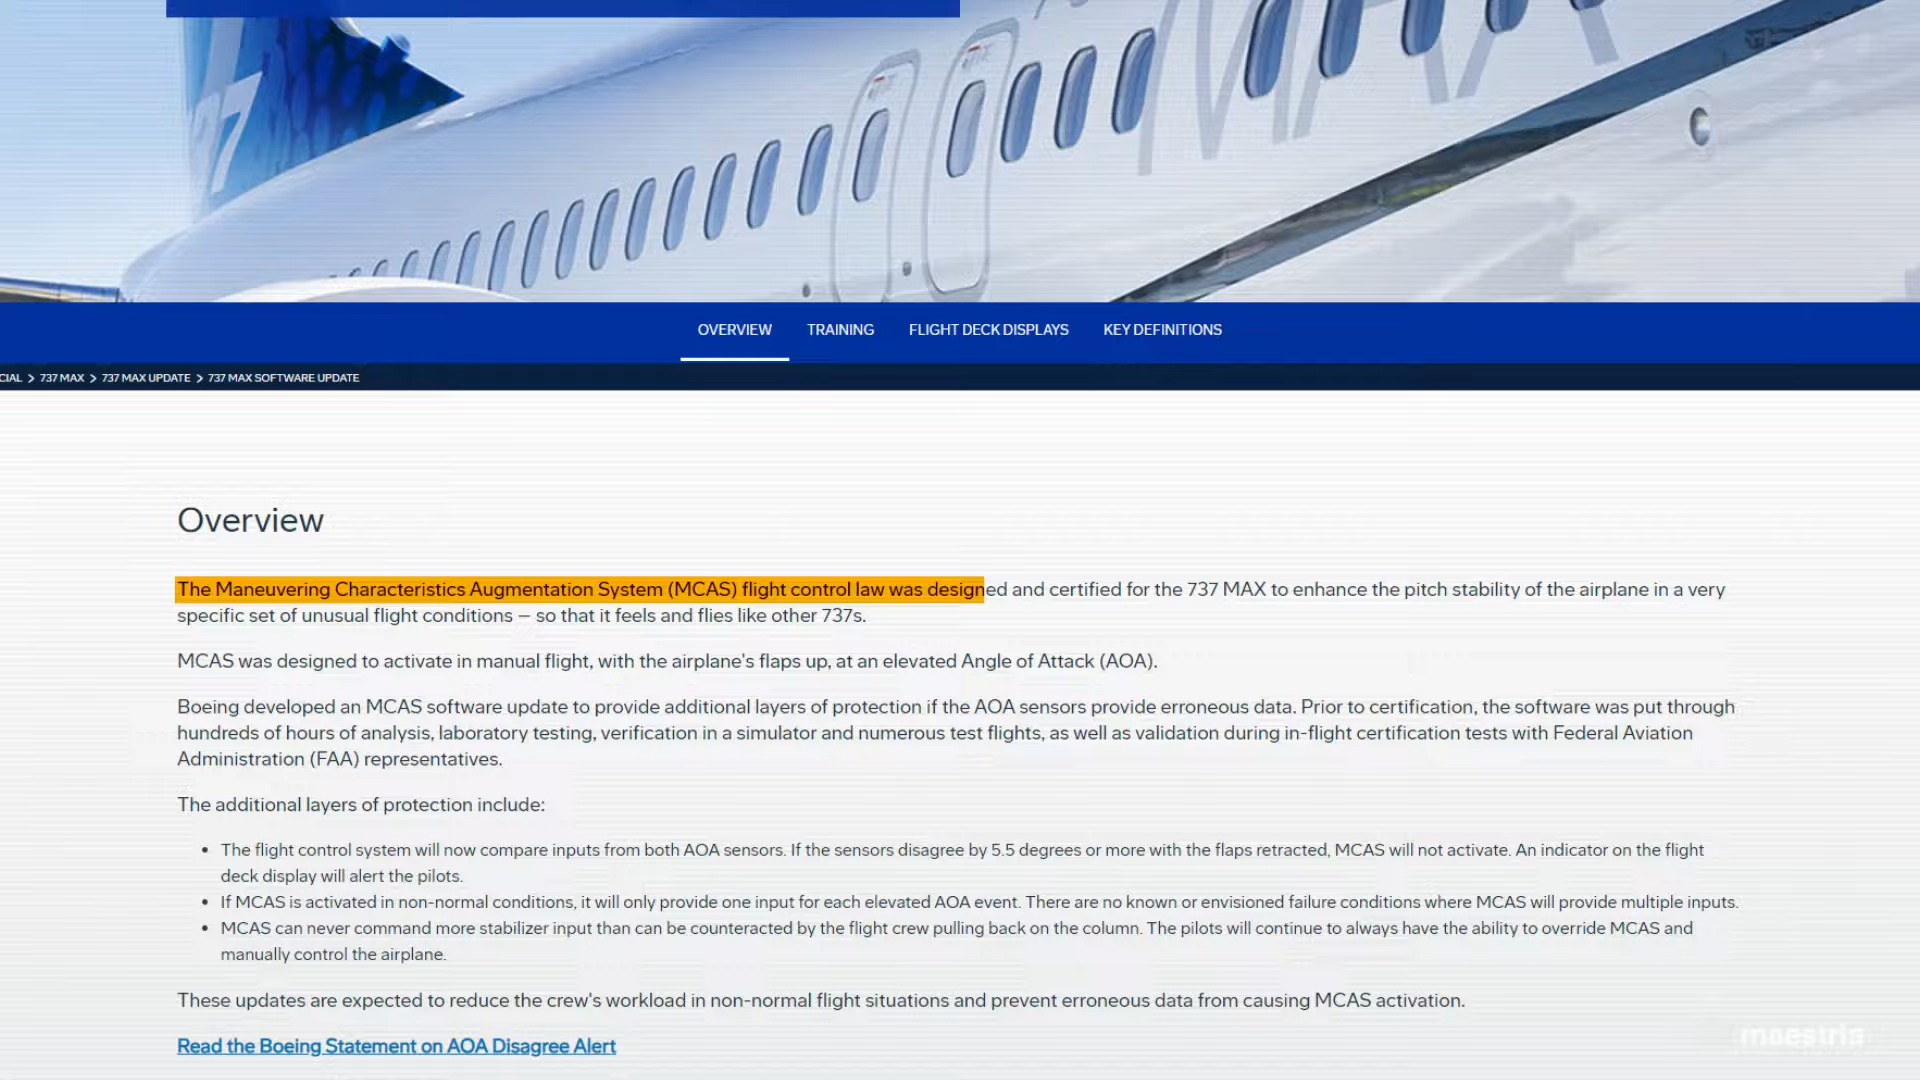 97
MAX
OVERVIEW TRAINING FLIGHT DECK DISPLAYS KEY DEFINITIONS
CIAL > 737 MAX > 737 MAX UPDATE > 737 MAX SOFTWARE UPDATE
Overview
The Maneuvering Characteristics Augmentation System (MCAS) flight control law was designed and certified for the 737 MAX to enhance the pitch stability of the airplane in a very
specific set of unusual flight conditions — so that it feels and flies like other 737s.
MCAS was designed to activate in manual flight, with the airplane's flaps up, at an elevated Angle of Attack (AOA).
Boeing developed an MCAS software update to provide additional layers of protection if the AOA sensors provide erroneous data. Prior to certification, the software was put through
hundreds of hours of analysis, laboratory testing, verification in a simulator and numerous test flights, as well as validation during in-flight certification tests with Federal Aviation
Administration (FAA) representatives.
The additional layers of protection include:
• The flight control system will now compare inputs from both AOA sensors. If the sensors disagree by 5.5 degrees or more with the flaps retracted, MCAS will not activate. An indicator on the flight
deck display will alert the pilots.
• If MCAS is activated in non-normal conditions, it will only provide one input for each elevated AOA event. There are no known or envisioned failure conditions where MCAS will provide multiple inputs.
• MCAS can never command more stabilizer input than can be counteracted by the flight crew pulling back on the column. The pilots will continue to always have the ability to override MCAS and
manually control the airplane.
These updates are expected to reduce the crew's workload in non-normal flight situations and prevent erroneous data from causing MCAS activation.
Read the Boeing Statement on AOA Disagree Alert
maestria